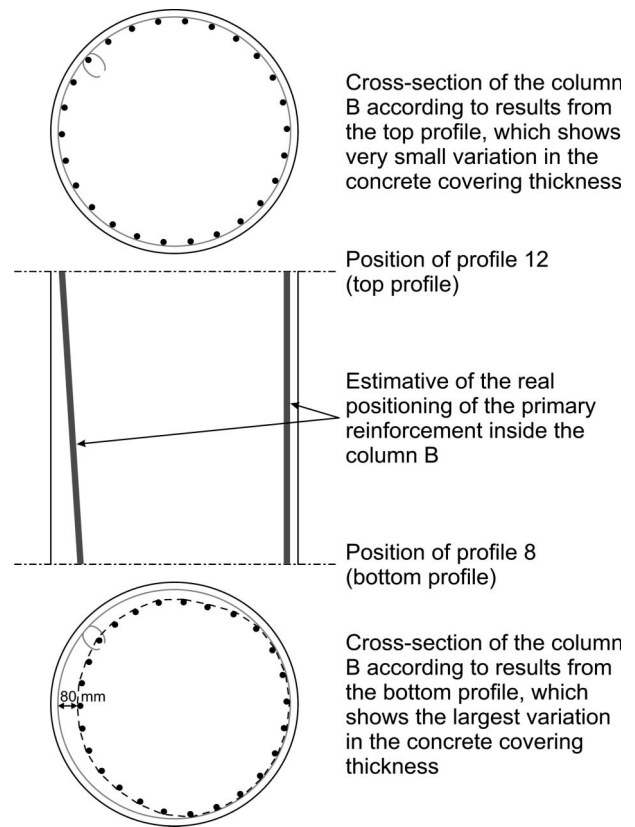 Cross-section of the column
B according to results from
the top profile, which shows
very small variation in the
concrete covering thickness
Position of profile 12
(top profile)
Estimative of the real
positioning of the primary
reinforcement inside the
column B
Position of profile 8
(bottom profile)
Cross-section of the column
B according to results from
the bottom profile, which
shows the largest variation
in the concrete covering
thickness
80 mm